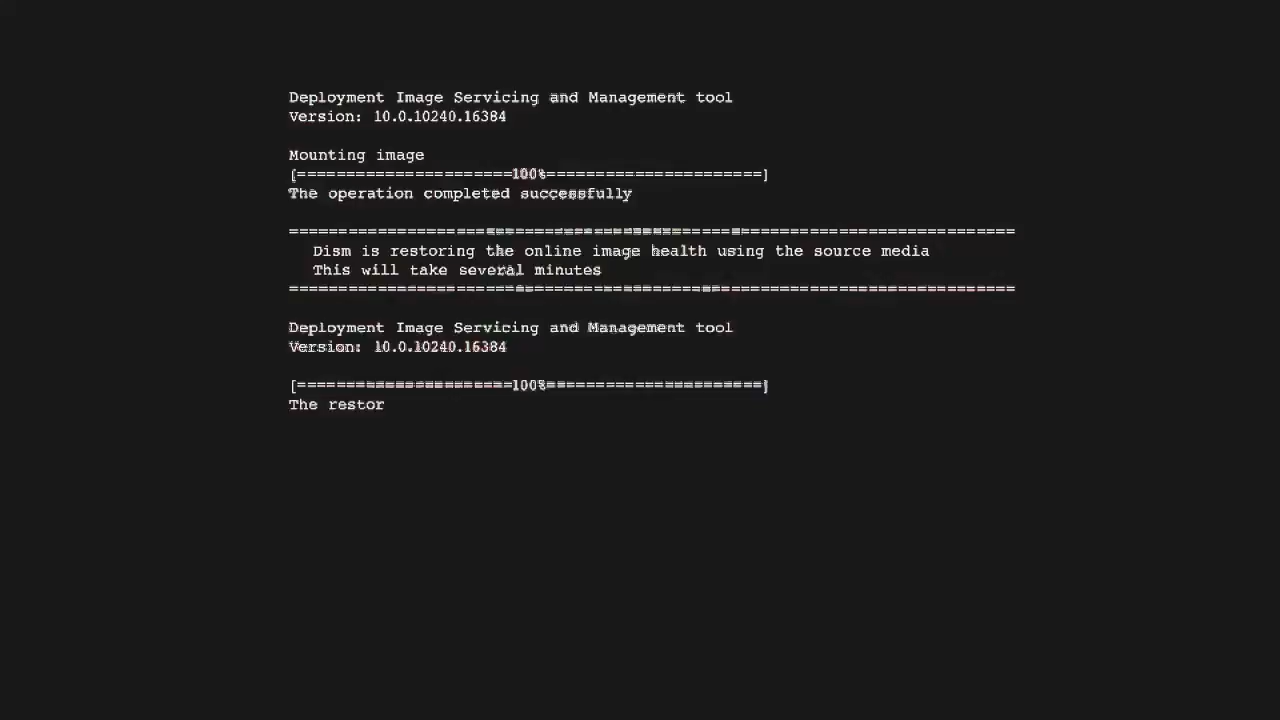 Deployment Image Servicing and Management tool
Version: 10.0.10240.16384
Mounting image
[=======================100%=======================]
The operation completed successfully
===========================================================================
Dism is restoring the online image health using the source media
This will take several minutes
===========================================================================
Deployment Image Servicing and Management tool
Version: 10.0.10240.16384
[=======================100%=======================]
The restor